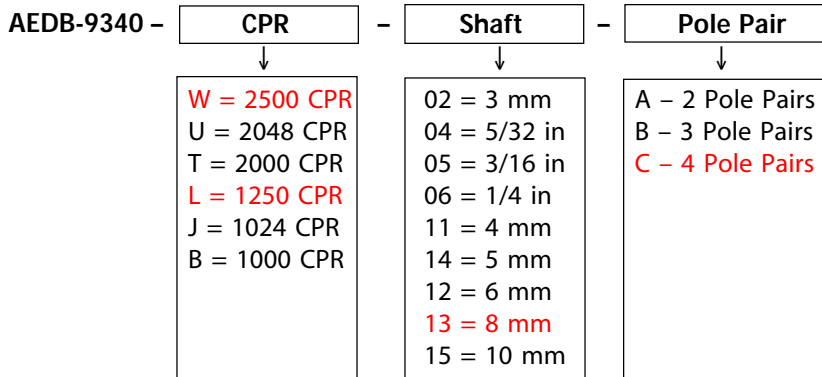 AEDB-9340 – CPR – Shaft – Pole Pair
W = 2500 CPR
U = 2048 CPR
T = 2000 CPR
L = 1250 CPR
J = 1024 CPR
B = 1000 CPR
02 = 3 mm
04 = 5/32 in
05 = 3/16 in
06 = 1/4 in
11 = 4 mm
14 = 5 mm
12 = 6 mm
13 = 8 mm
15 = 10 mm
A – 2 Pole Pairs
B – 3 Pole Pairs
C – 4 Pole Pairs